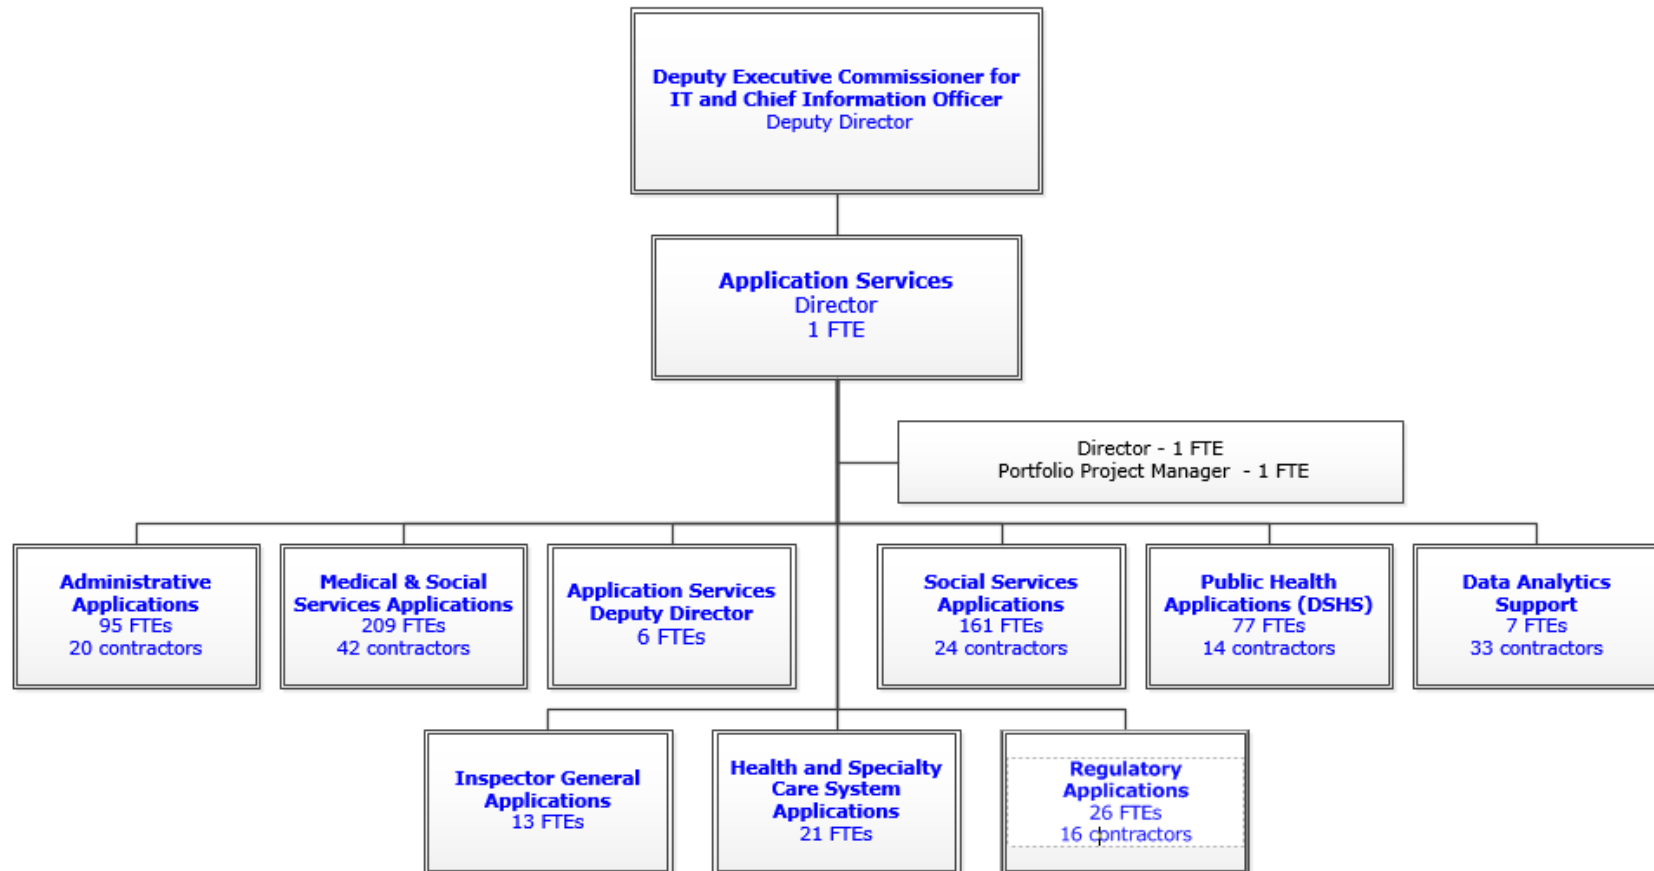 Deputy Executive Commissioner for
IT and Chief Information Officer
Deputy Director
Application Services
Director
1 FTE
Director - 1 FTE
Portfolio Project Manager - 1 FTE
Administrative
Applications
95 FTEs
20 contractors
Medical & Social
Services Applications
209 FTEs
42 contractors
Application Services
Deputy Director
6 FTEs
Social Services
Applications
161 FTEs
24 contractors
Public Health
Applications (DSHS)
77 FTEs
14 contractors
Data Analytics
Support
7 FTEs
33 contractors
Inspector General
Applications
13 FTEs
Health and Specialty
Care System
Applications
21 FTEs
Regulatory
Applications
26 FTEs
16 contractors